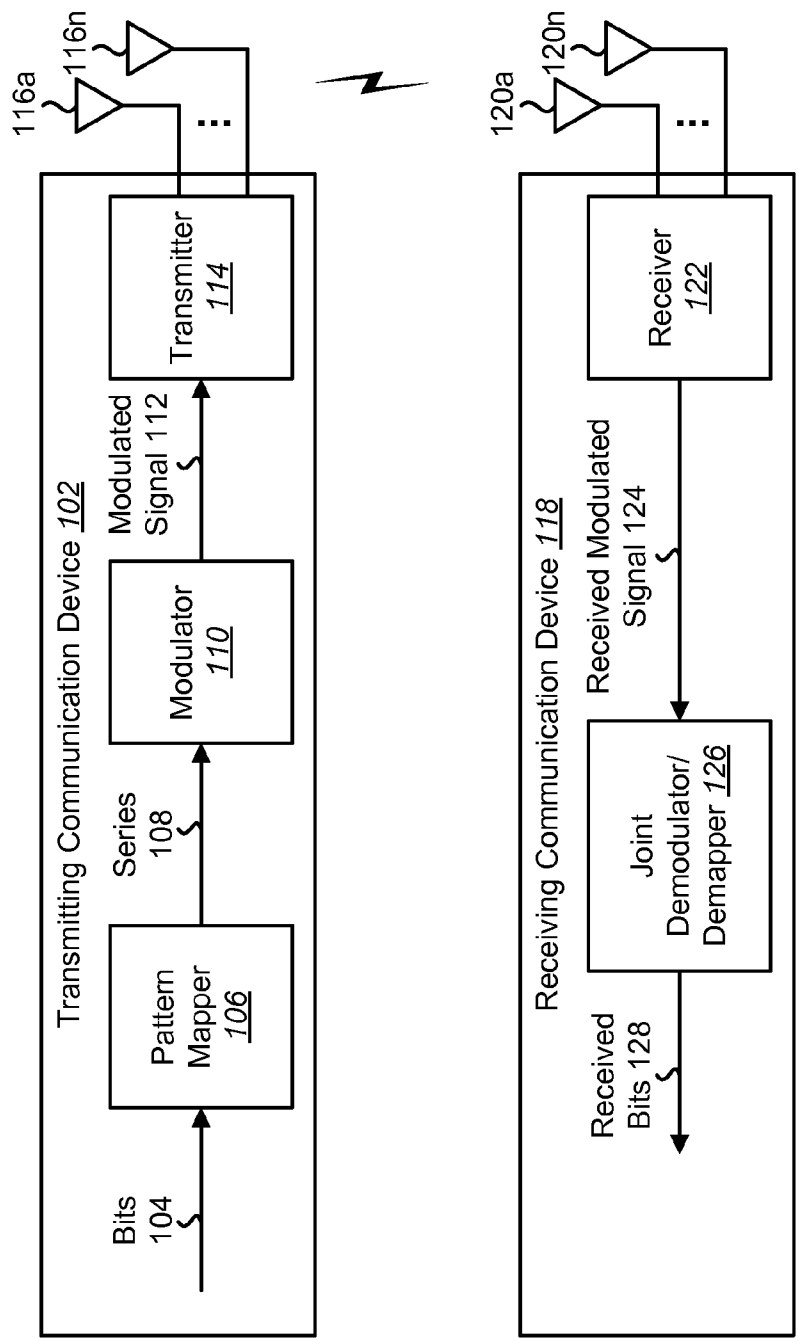 Transmitting Communication Device 102
Bits
104
Pattern
Mapper
106
Series
108
Modulator
110
Modulated
Signal 112
Transmitter
114
116a
116n
...
Receiving Communication Device 118
Received
Bits 128
Joint
Demodulator/
Demapper 126
Received Modulated
Signal 124
Receiver
122
120a
120n
...